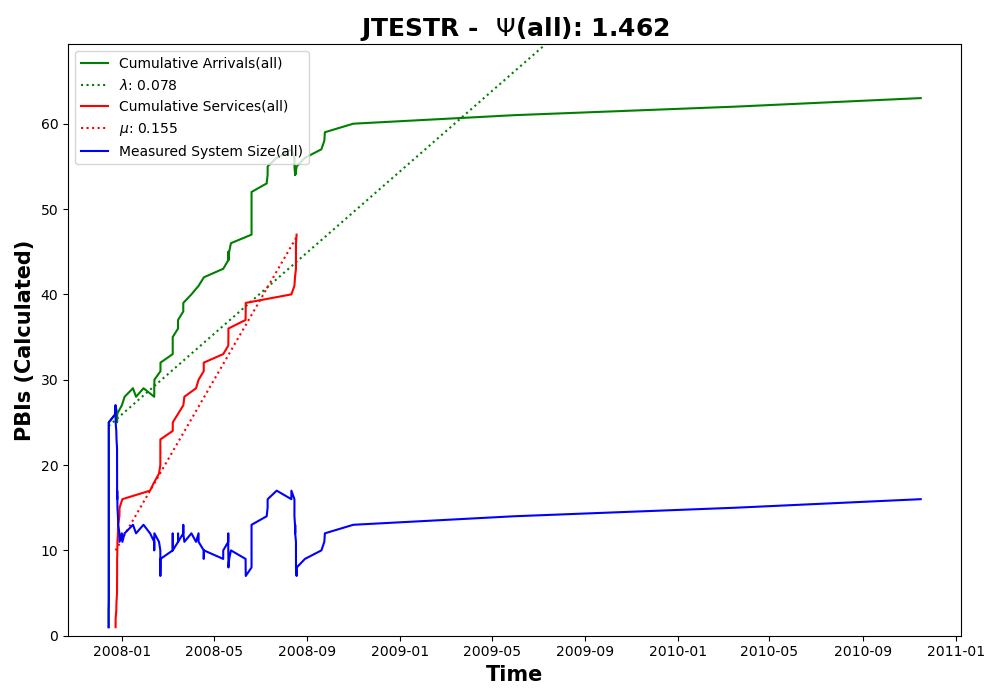 JTESTR - Ψ(all): 1.462
Cumulative Arrivals(all)
λ: 0.078
Cumulative Services(all)
μ: 0.155
Measured System Size(all)
PBIs (Calculated)
60
50
40
30
20
10
0
2008-01 2008-05 2008-09 2009-01 2009-05 2009-09 2010-01 2010-05 2010-09 2011-01
Time